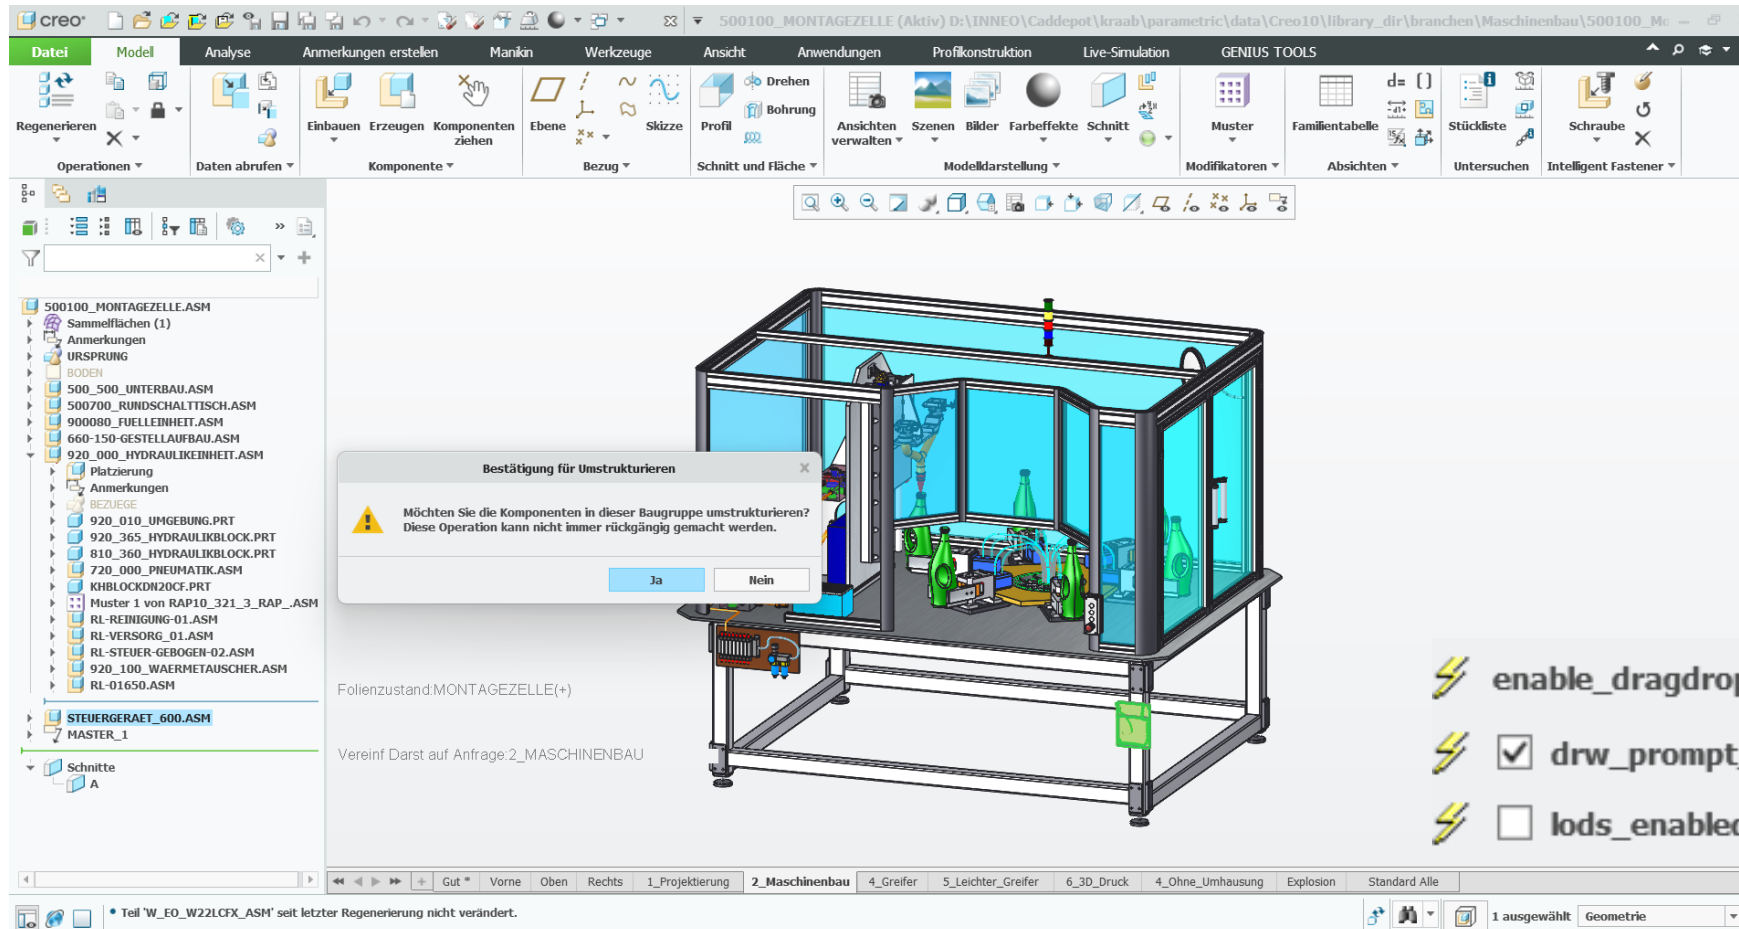 creo
500100_MONTAGEZELLE (Aktiv) D:\INNEO\Caddepot\kraab\parametric\data\Creo10\library_dir\branchen\Maschinenbau\500100_Mo
Datei Modell Analyse Anmerkungen erstellen Manikin Werkzeuge Ansicht Anwendungen Profilkonstruktion Live-Simulation GENIUS TOOLS
Regenerieren
Einbauen Erzeugen Komponenten ziehen
Ebene
Skizze
Profil
Drehen
Bohrung
Ansichten verwalten
Szenen Bilder Farbeffekte Schnitt
Muster
Familientabelle
d=
Stückliste
Schraube
Operationen Daten abrufen Komponente Bezug Schnitt und Fläche Modelldarstellung Modifikatoren Absichten Untersuchen Intelligent Fastener
500100_MONTAGEZELLE.ASM
Sammelflächen (1)
Anmerkungen
URSPRUNG
BODEN
500_500_UNTERBAU.ASM
500700_RUNDSCHALTTISCH.ASM
900080_FUELLEINHEIT.ASM
660-150-GESTELLAUFBAU.ASM
920_000_HYDRAULIKEINHEIT.ASM
Platzierung
Anmerkungen
BEZUEGE
920_010_UMGEBUNG.PRT
920_365_HYDRAULIKBLOCK.PRT
810_360_HYDRAULIKBLOCK.PRT
720_000_PNEUMATIK.ASM
KHBLOCKDN20CF.PRT
Muster 1 von RAP10_321_3_RAP_.ASM
RL-REINIGUNG-01.ASM
RL-VERSORG_01.ASM
RL-STEUER-GEBOGEN-02.ASM
920_100_WAERMETAUSCHER.ASM
RL-01650.ASM
STEUERGERAET_600.ASM
MASTER_1
Schnitte
A
Bestätigung für Umstrukturieren
Möchten Sie die Komponenten in dieser Baugruppe umstrukturieren?
Diese Operation kann nicht immer rückgängig gemacht werden.
Ja Nein
Folienzustand:MONTAGEZELLE(+)
Vereinf Darst auf Anfrage:2_MASCHINENBAU
enable_dragdrop
drw_prompt_
lods_enabled
Gut * Vorne Oben Rechts 1_Projektierung 2_Maschinenbau 4_Greifer 5_Leichter_Greifer 6_3D_Druck 4_Ohne_Umhausung Explosion Standard Alle
• Teil 'W_EO_W22LCFX_ASM' seit letzter Regenerierung nicht verändert.
1 ausgewählt Geometrie